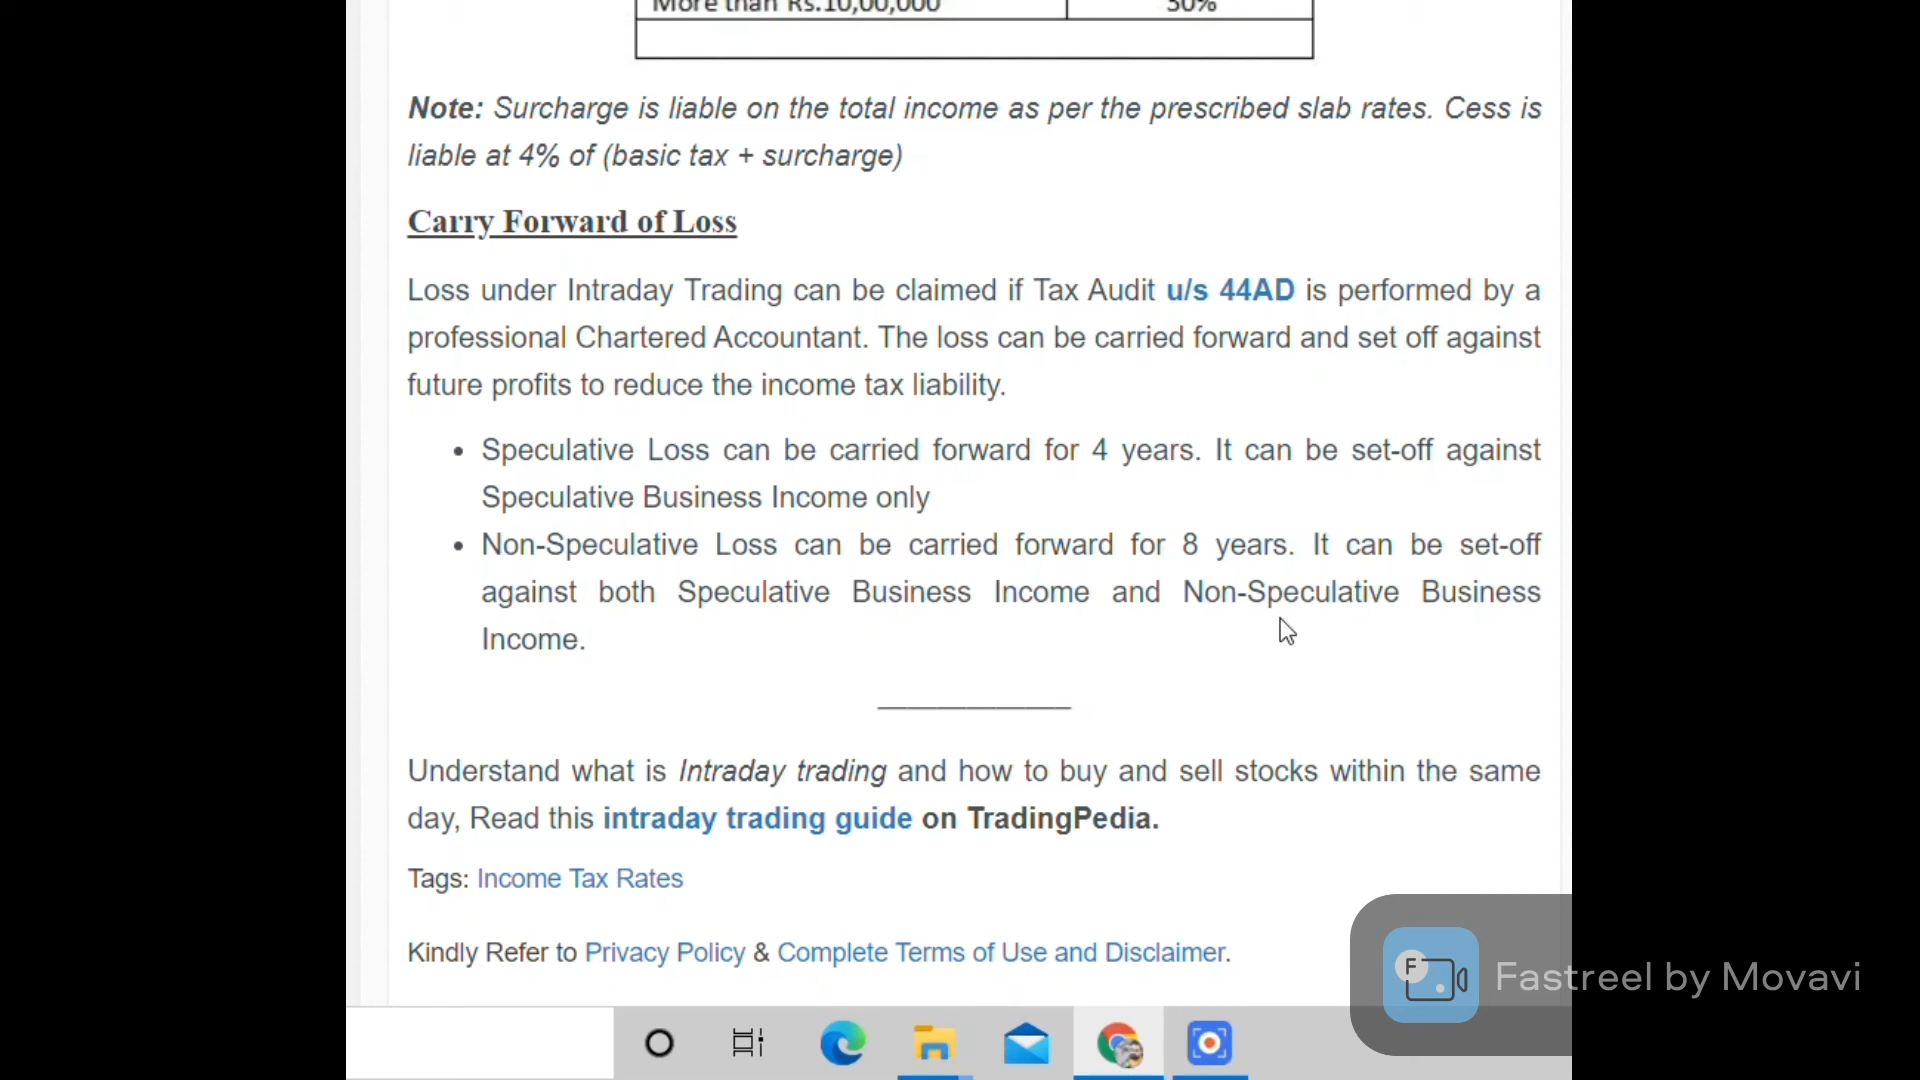 More than Rs.10,00,000 30%
Note: Surcharge is liable on the total income as per the prescribed slab rates. Cess is
liable at 4% of (basic tax + surcharge)
Carry Forward of Loss
Loss under Intraday Trading can be claimed if Tax Audit u/s 44AD is performed by a
professional Chartered Accountant. The loss can be carried forward and set off against
future profits to reduce the income tax liability.
• Speculative Loss can be carried forward for 4 years. It can be set-off against
Speculative Business Income only
• Non-Speculative Loss can be carried forward for 8 years. It can be set-off
against both Speculative Business Income and Non-Speculative Business
Income.
Understand what is Intraday trading and how to buy and sell stocks within the same
day, Read this intraday trading guide on TradingPedia.
Tags: Income Tax Rates
Kindly Refer to Privacy Policy & Complete Terms of Use and Disclaimer.
F Fastreel by Movavi